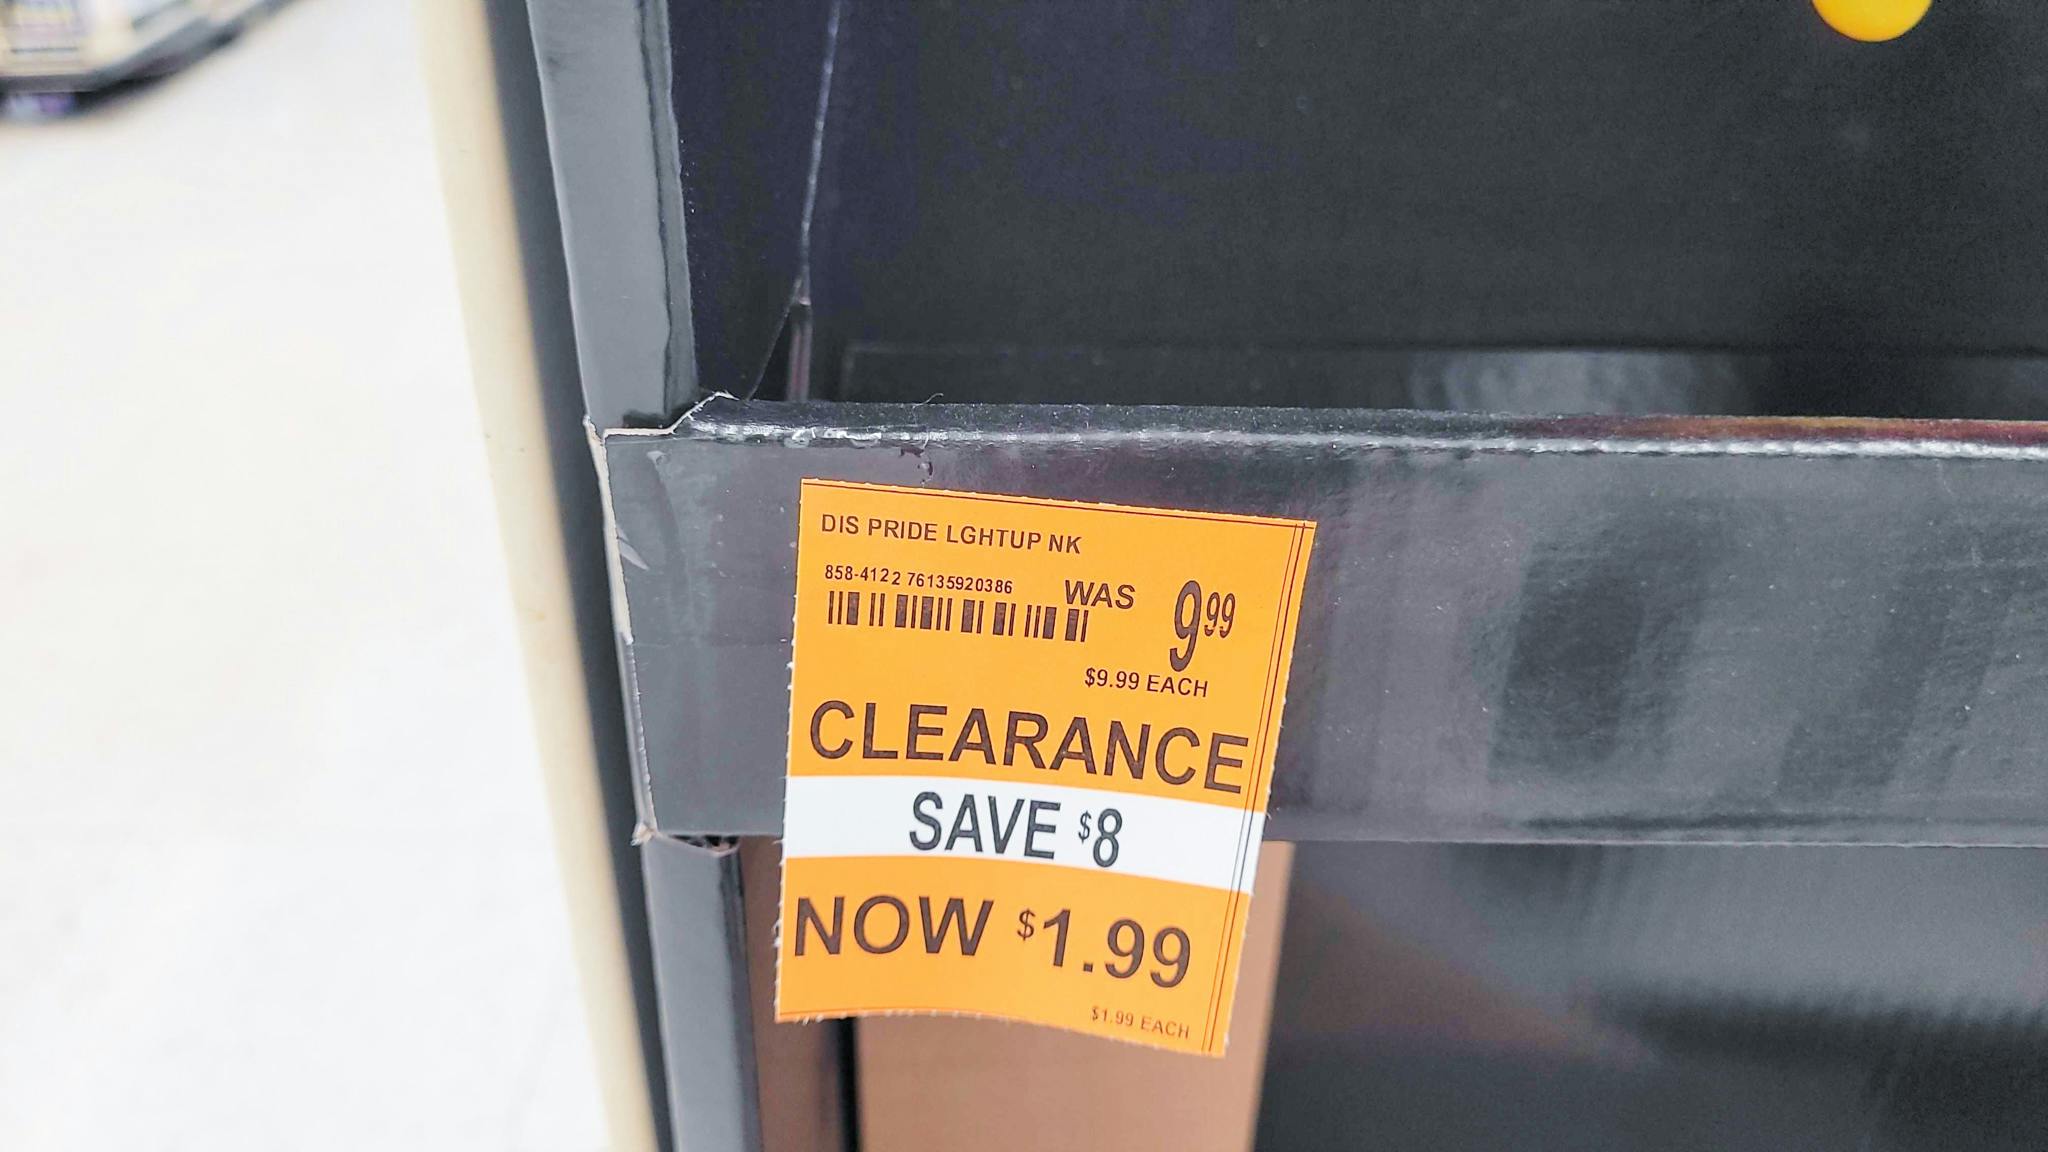 DIS PRIDE LGHTUP NK
858-4122 76135920386
WAS 9.99
$9.99 EACH
CLEARANCE
SAVE $8
NOW $1.99
$1.99 EACH